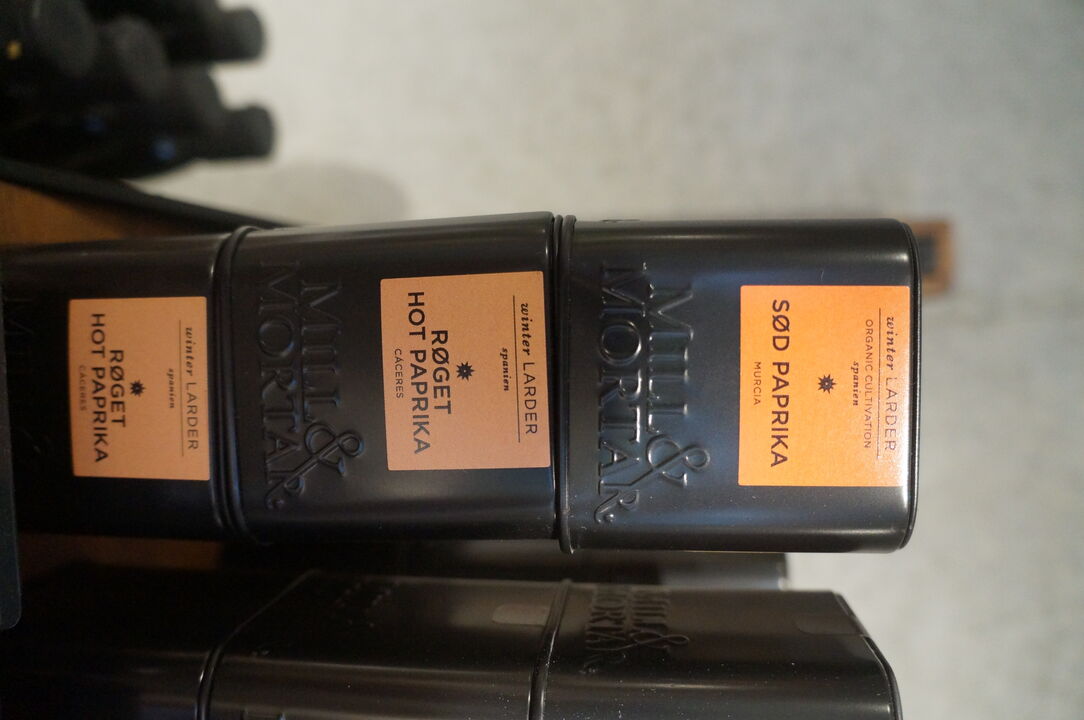 winter LARDER
ORGANIC CULTIVATION
spanien
SØD PAPRIKA
MURCIA
MILL &
MORTAR
winter LARDER
spanien
RØGET
HOT PAPRIKA
CÁCERES
MILL &
MORTAR
winter LARDER
spanien
RØGET
HOT PAPRIKA
CÁCERES
MILL &
MORTAR